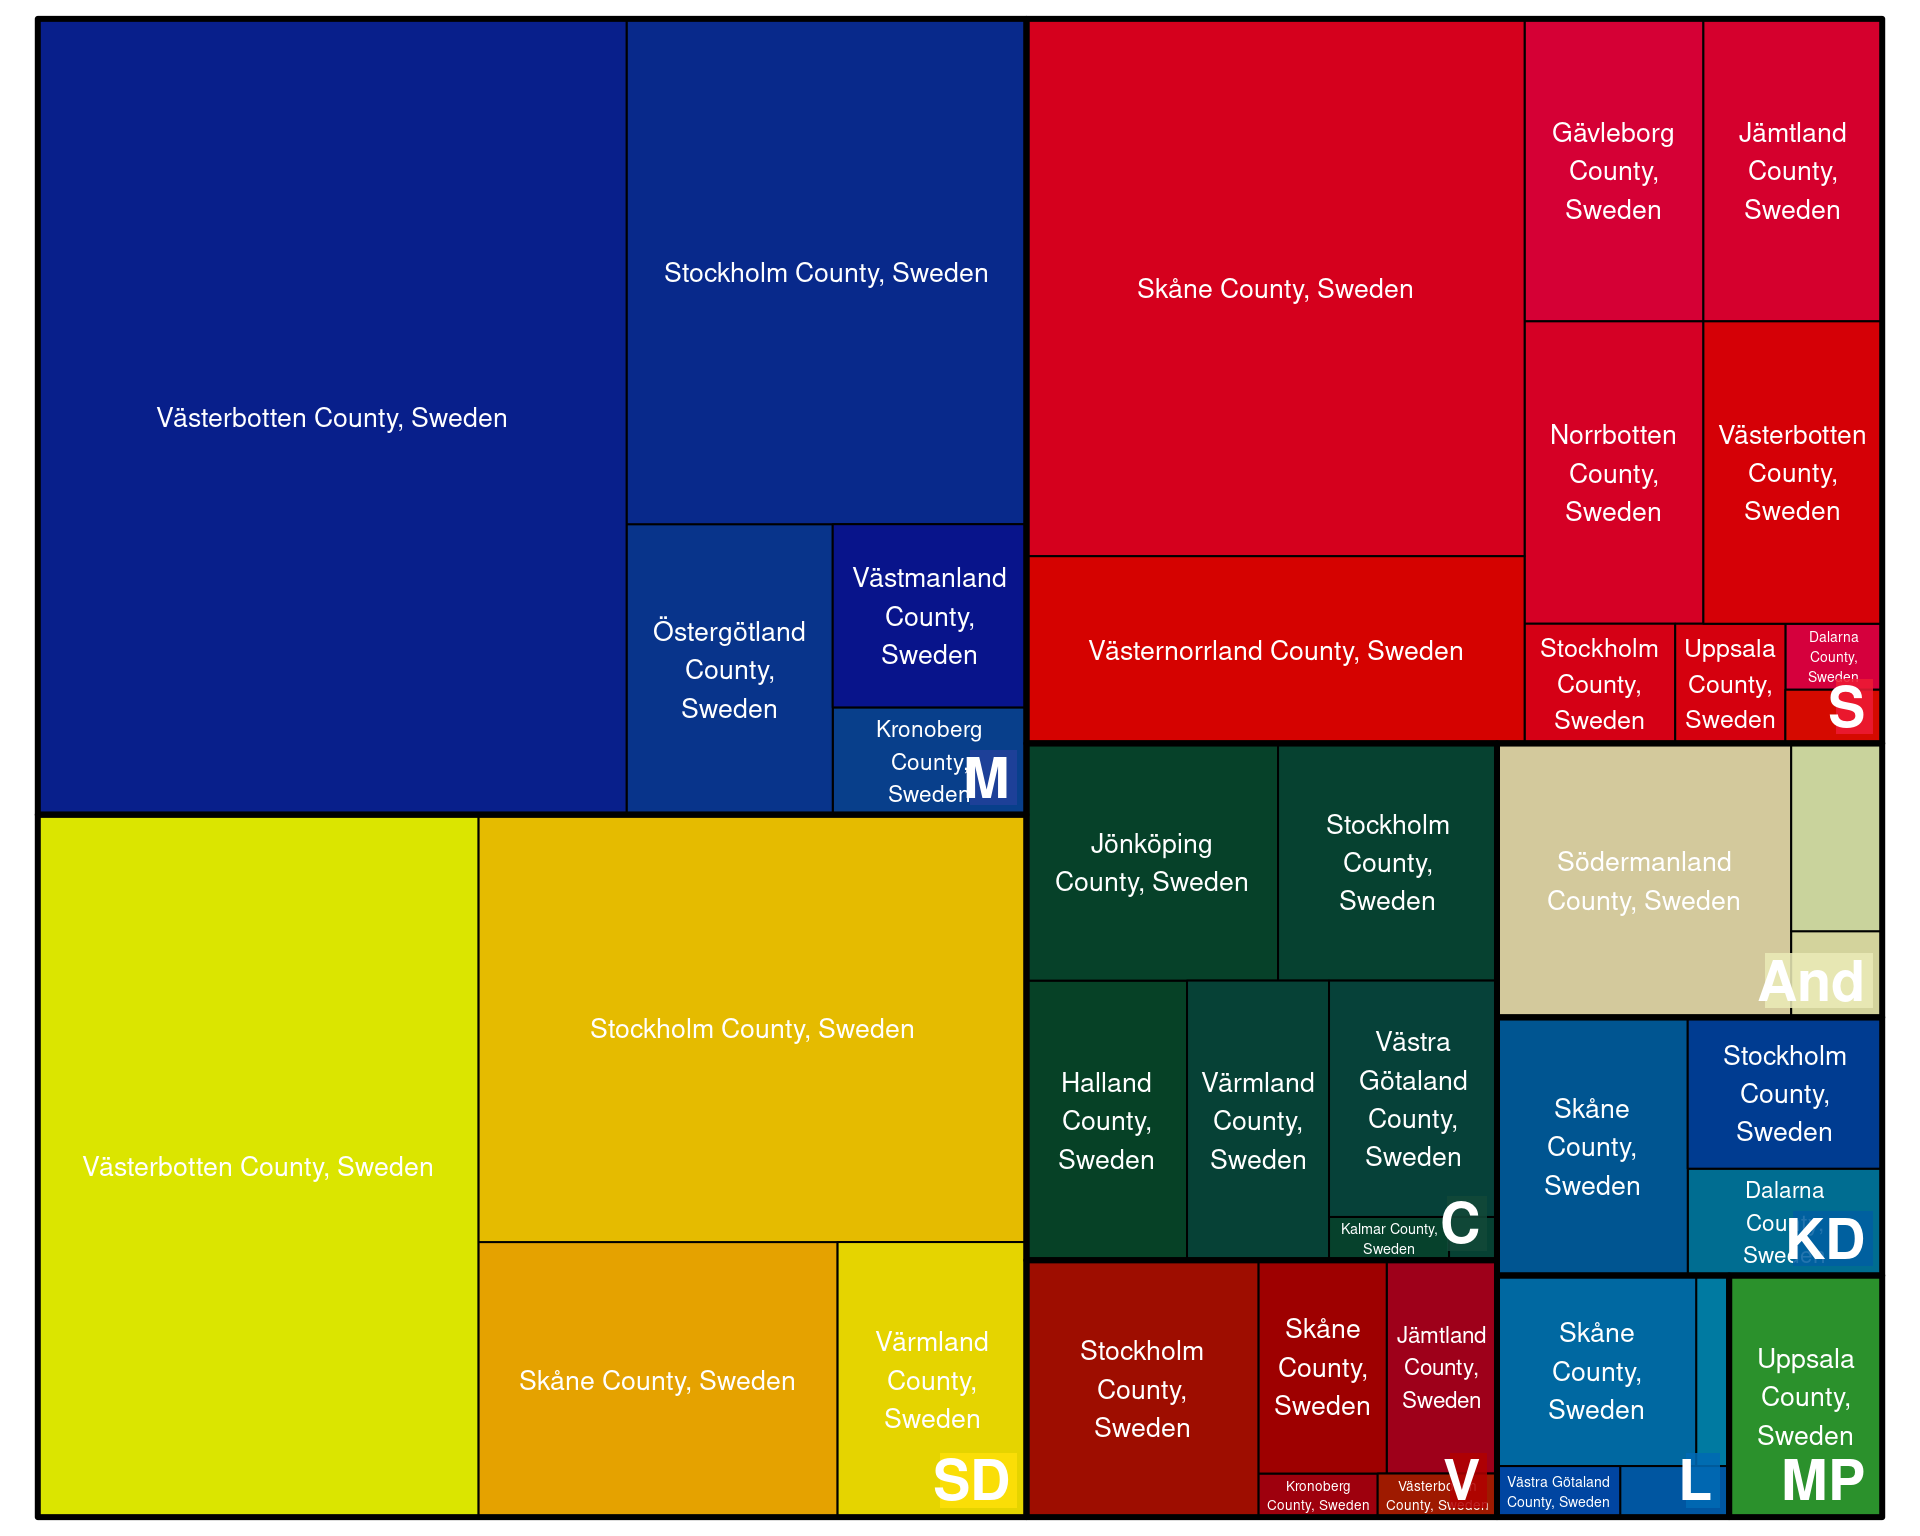 Västerbotten County, Sweden
Stockholm County, Sweden
Östergötland
County,
Sweden
Västmanland
County,
Sweden
Kronoberg
County,
Sweden
M
Skåne County, Sweden
Gävleborg
County,
Sweden
Jämtland
County,
Sweden
Norrbotten
County,
Sweden
Västerbotten
County,
Sweden
Västernorrland County, Sweden
Stockholm
County,
Sweden
Uppsala
County,
Sweden
Dalarna
County,
Sweden
S
Västerbotten County, Sweden
Stockholm County, Sweden
Skåne County, Sweden
Värmland
County,
Sweden
SD
Jönköping
County, Sweden
Stockholm
County,
Sweden
Halland
County,
Sweden
Värmland
County,
Sweden
Västra
Götaland
County,
Sweden
Kalmar County,
Sweden
C
Södermanland
County, Sweden
And
Skåne
County,
Sweden
Stockholm
County,
Sweden
Dalarna
County,
Sweden
KD
Stockholm
County,
Sweden
Skåne
County,
Sweden
Jämtland
County,
Sweden
Kronoberg
County, Sweden
Västerbotten
County, Sweden
V
Skåne
County,
Sweden
Västra Götaland
County, Sweden
L
Uppsala
County,
Sweden
MP